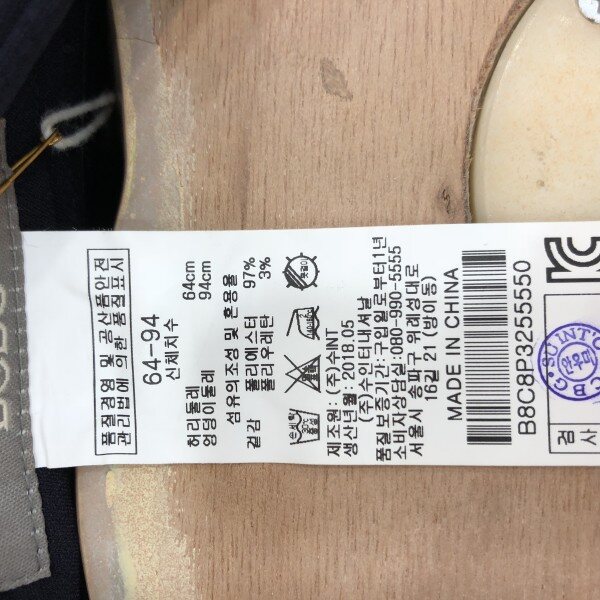 품질경영 및 공산품안전
관리법에 의한 품질표시
64-94
신체치수
허리둘레 64cm
엉덩이둘레 94cm
섬유의조성 및 혼용율
겉감 폴리에스터 97%
폴리우레탄 3%
제조원: (주)수INT
생산년월: 2018.05
(주)수인터내셔날
품질보증기간:구입일로부터1년
소비자상담실:080-990-5555
서울시 송파구 위례성대로
16길 21 (방이동)
MADE IN CHINA
B8C8P3255550